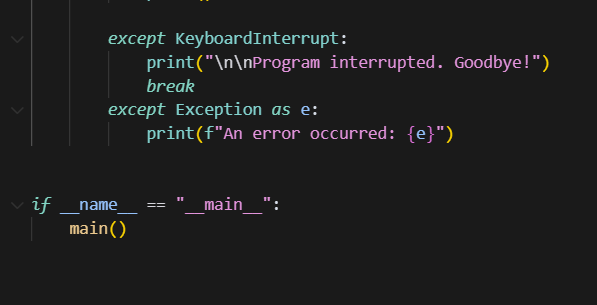 except KeyboardInterrupt:
print("\n\nProgram interrupted. Goodbye!")
break
except Exception as e:
print(f"An error occurred: {e}")
if __name__ == "__main__":
main()